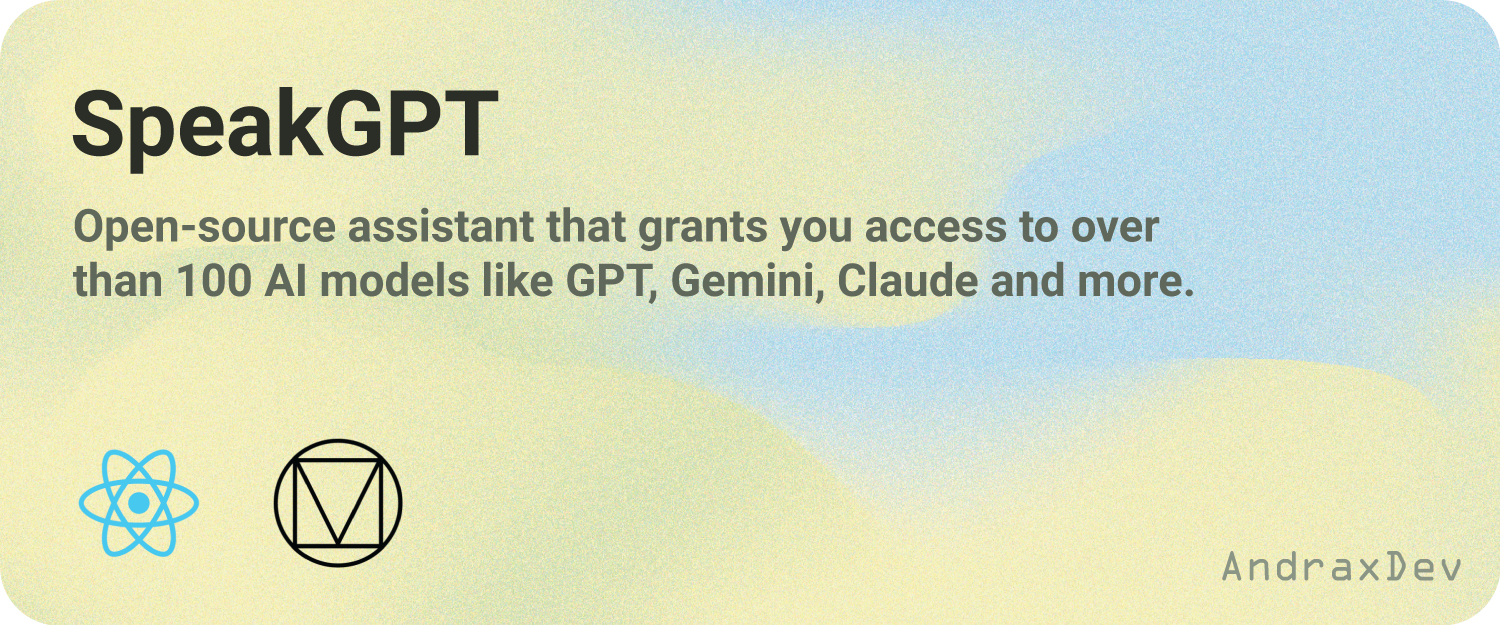 SpeakGPT
Open-source assistant that grants you access to over
than 100 AI models like GPT, Gemini, Claude and more.
AndraxDev